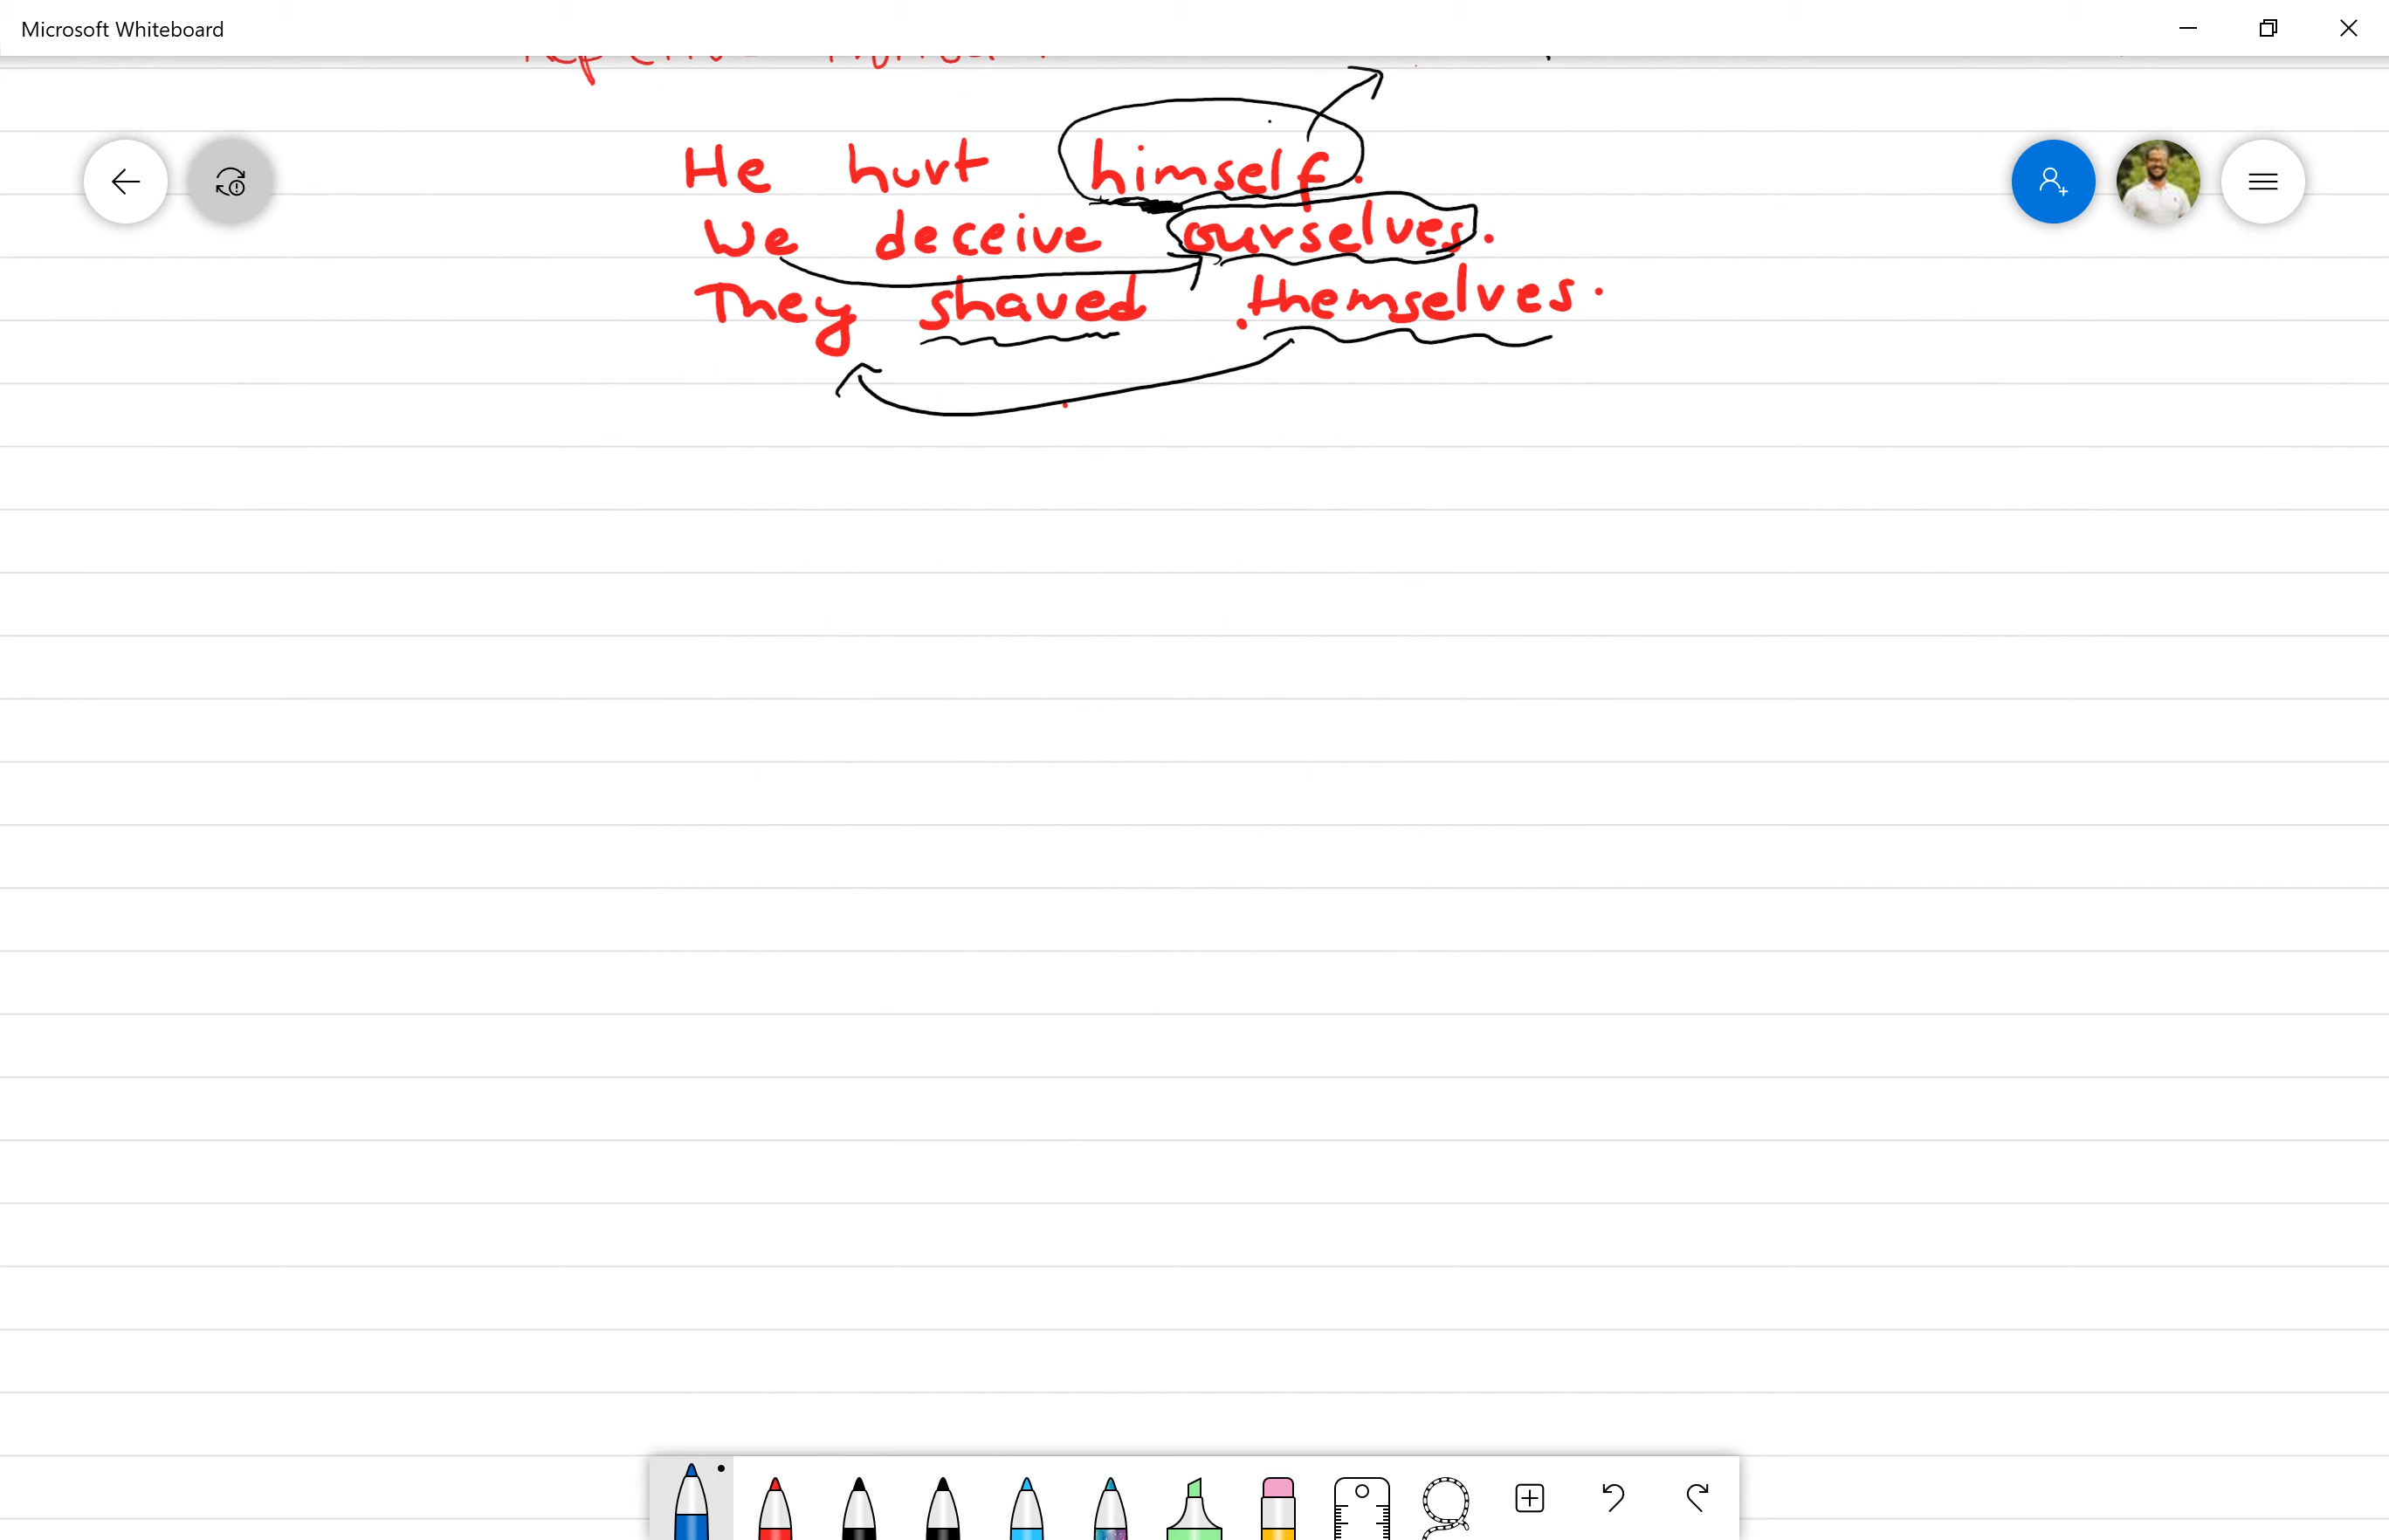 Microsoft Whiteboard
He hurt himself.
We deceive ourselves.
They shaved themselves.